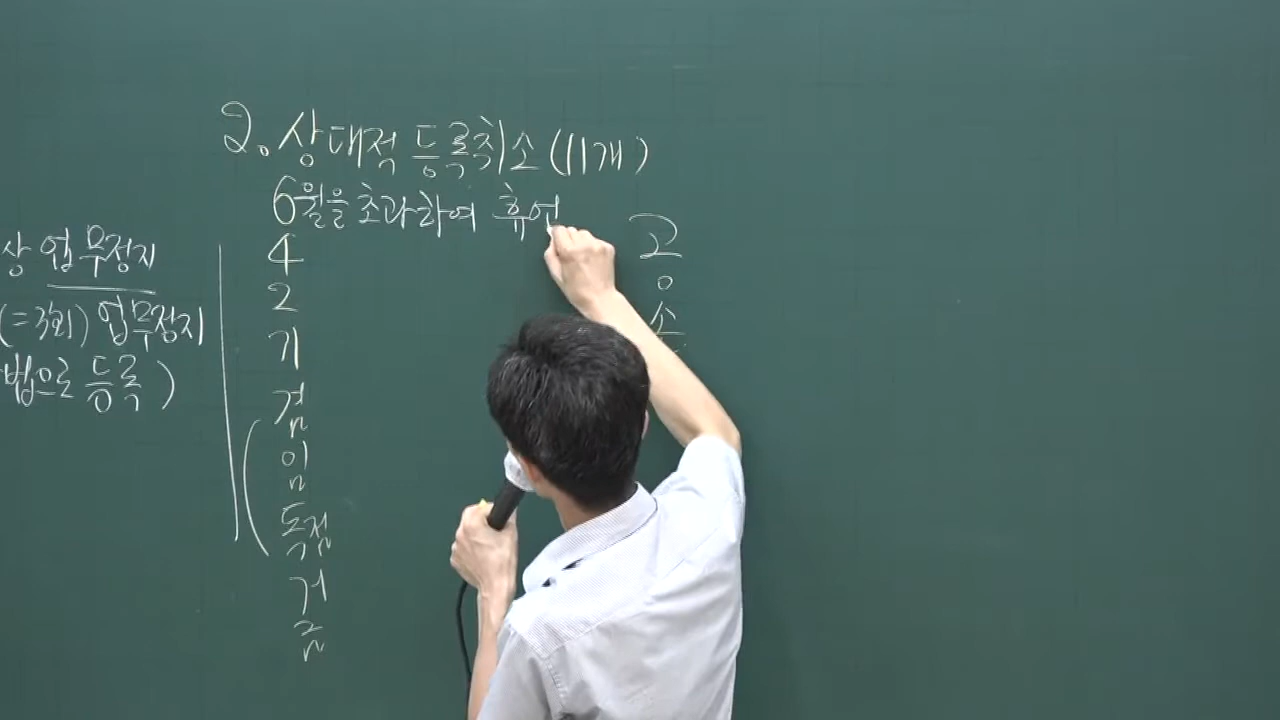 2. 상대적 등록취소 (11개)
6월을 초과하여 휴업
4
2
기
겸
임
독점
거
준
상 업무정지
(=3회) 업무정지
법으로 등록)
공